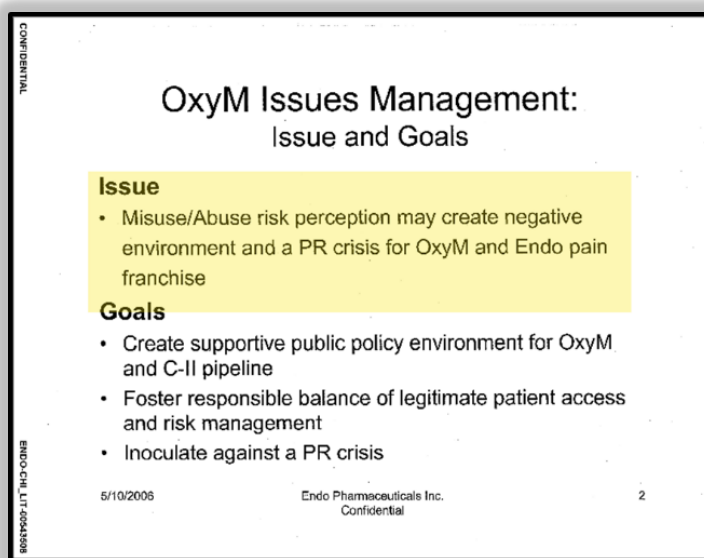 CONFIDENTIAL
OxyM Issues Management:
Issue and Goals
Issue
• Misuse/Abuse risk perception may create negative
environment and a PR crisis for OxyM and Endo pain
franchise
Goals
• Create supportive public policy environment for OxyM
and C-II pipeline
• Foster responsible balance of legitimate patient access
and risk management
• Inoculate against a PR crisis
5/10/2006
Endo Pharmaceuticals Inc.
Confidential
2
ENDO-CHI_LIT-00543508